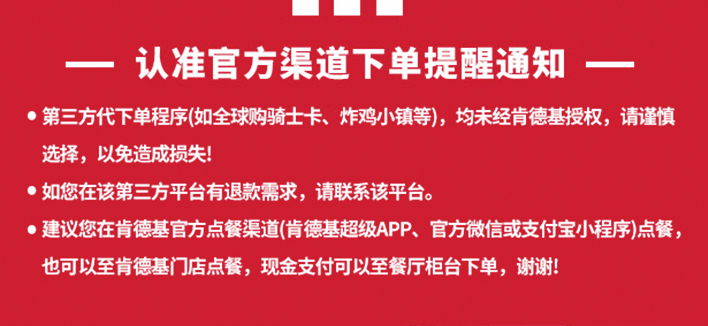 认准官方渠道下单提醒通知
第三方代下单程序(如全球购骑士卡、炸鸡小镇等)，均未经肯德基授权，请谨慎
选择，以免造成损失!
如您在该第三方平台有退款需求，请联系该平台。
建议您在肯德基官方点餐渠道(肯德基超级APP、官方微信或支付宝小程序)点餐，
也可以至肯德基门店点餐，现金支付可以至餐厅柜台下单，谢谢!